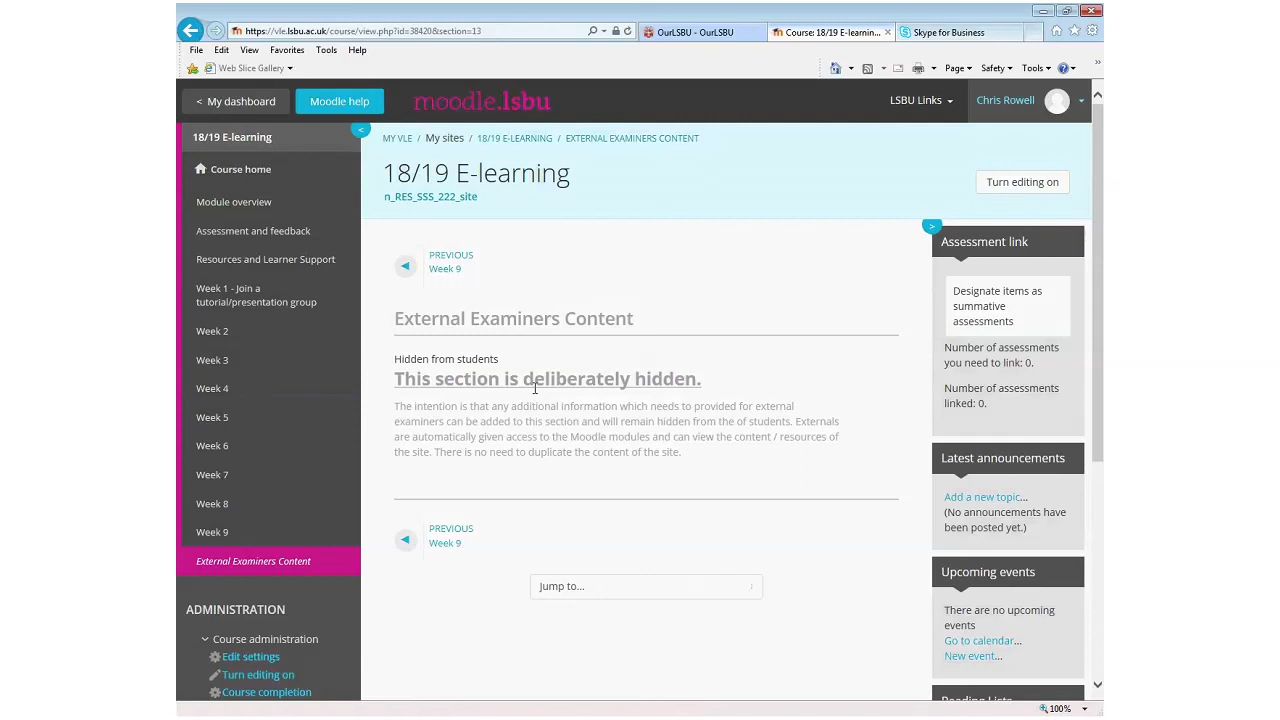 https://vle.lsbu.ac.uk/course/view.php?id=38420&section=13
OurLSBU - OurLSBU
Course: 18/19 E-learnin...
Skype for Business
File Edit View Favorites Tools Help
Web Slice Gallery
Page Safety Tools
< My dashboard
Moodle help
moodle.lsbu
LSBU Links
Chris Rowell
18/19 E-learning
Course home
Module overview
Assessment and feedback
Resources and Learner Support
Week 1 - Join a
tutorial/presentation group
Week 2
Week 3
Week 4
Week 5
Week 6
Week 7
Week 8
Week 9
External Examiners Content
ADMINISTRATION
Course administration
Edit settings
Turn editing on
Course completion
<
MY VLE / My sites / 18/19 E-LEARNING / EXTERNAL EXAMINERS CONTENT
18/19 E-learning
n_RES_SSS_222_site
Turn editing on
PREVIOUS
Week 9
External Examiners Content
Hidden from students
This section is deliberately hidden.
The intention is that any additional information which needs to provided for external
examiners can be added to this section and will remain hidden from the of students. Externals
are automatically given access to the Moodle modules and can view the content / resources of
the site. There is no need to duplicate the content of the site.
PREVIOUS
Week 9
Jump to...
>
Assessment link
Designate items as
summative
assessments
Number of assessments
you need to link: 0.
Number of assessments
linked: 0.
Latest announcements
Add a new topic...
(No announcements have
been posted yet.)
Upcoming events
There are no upcoming
events
Go to calendar...
New event...
Reading Lists
100%